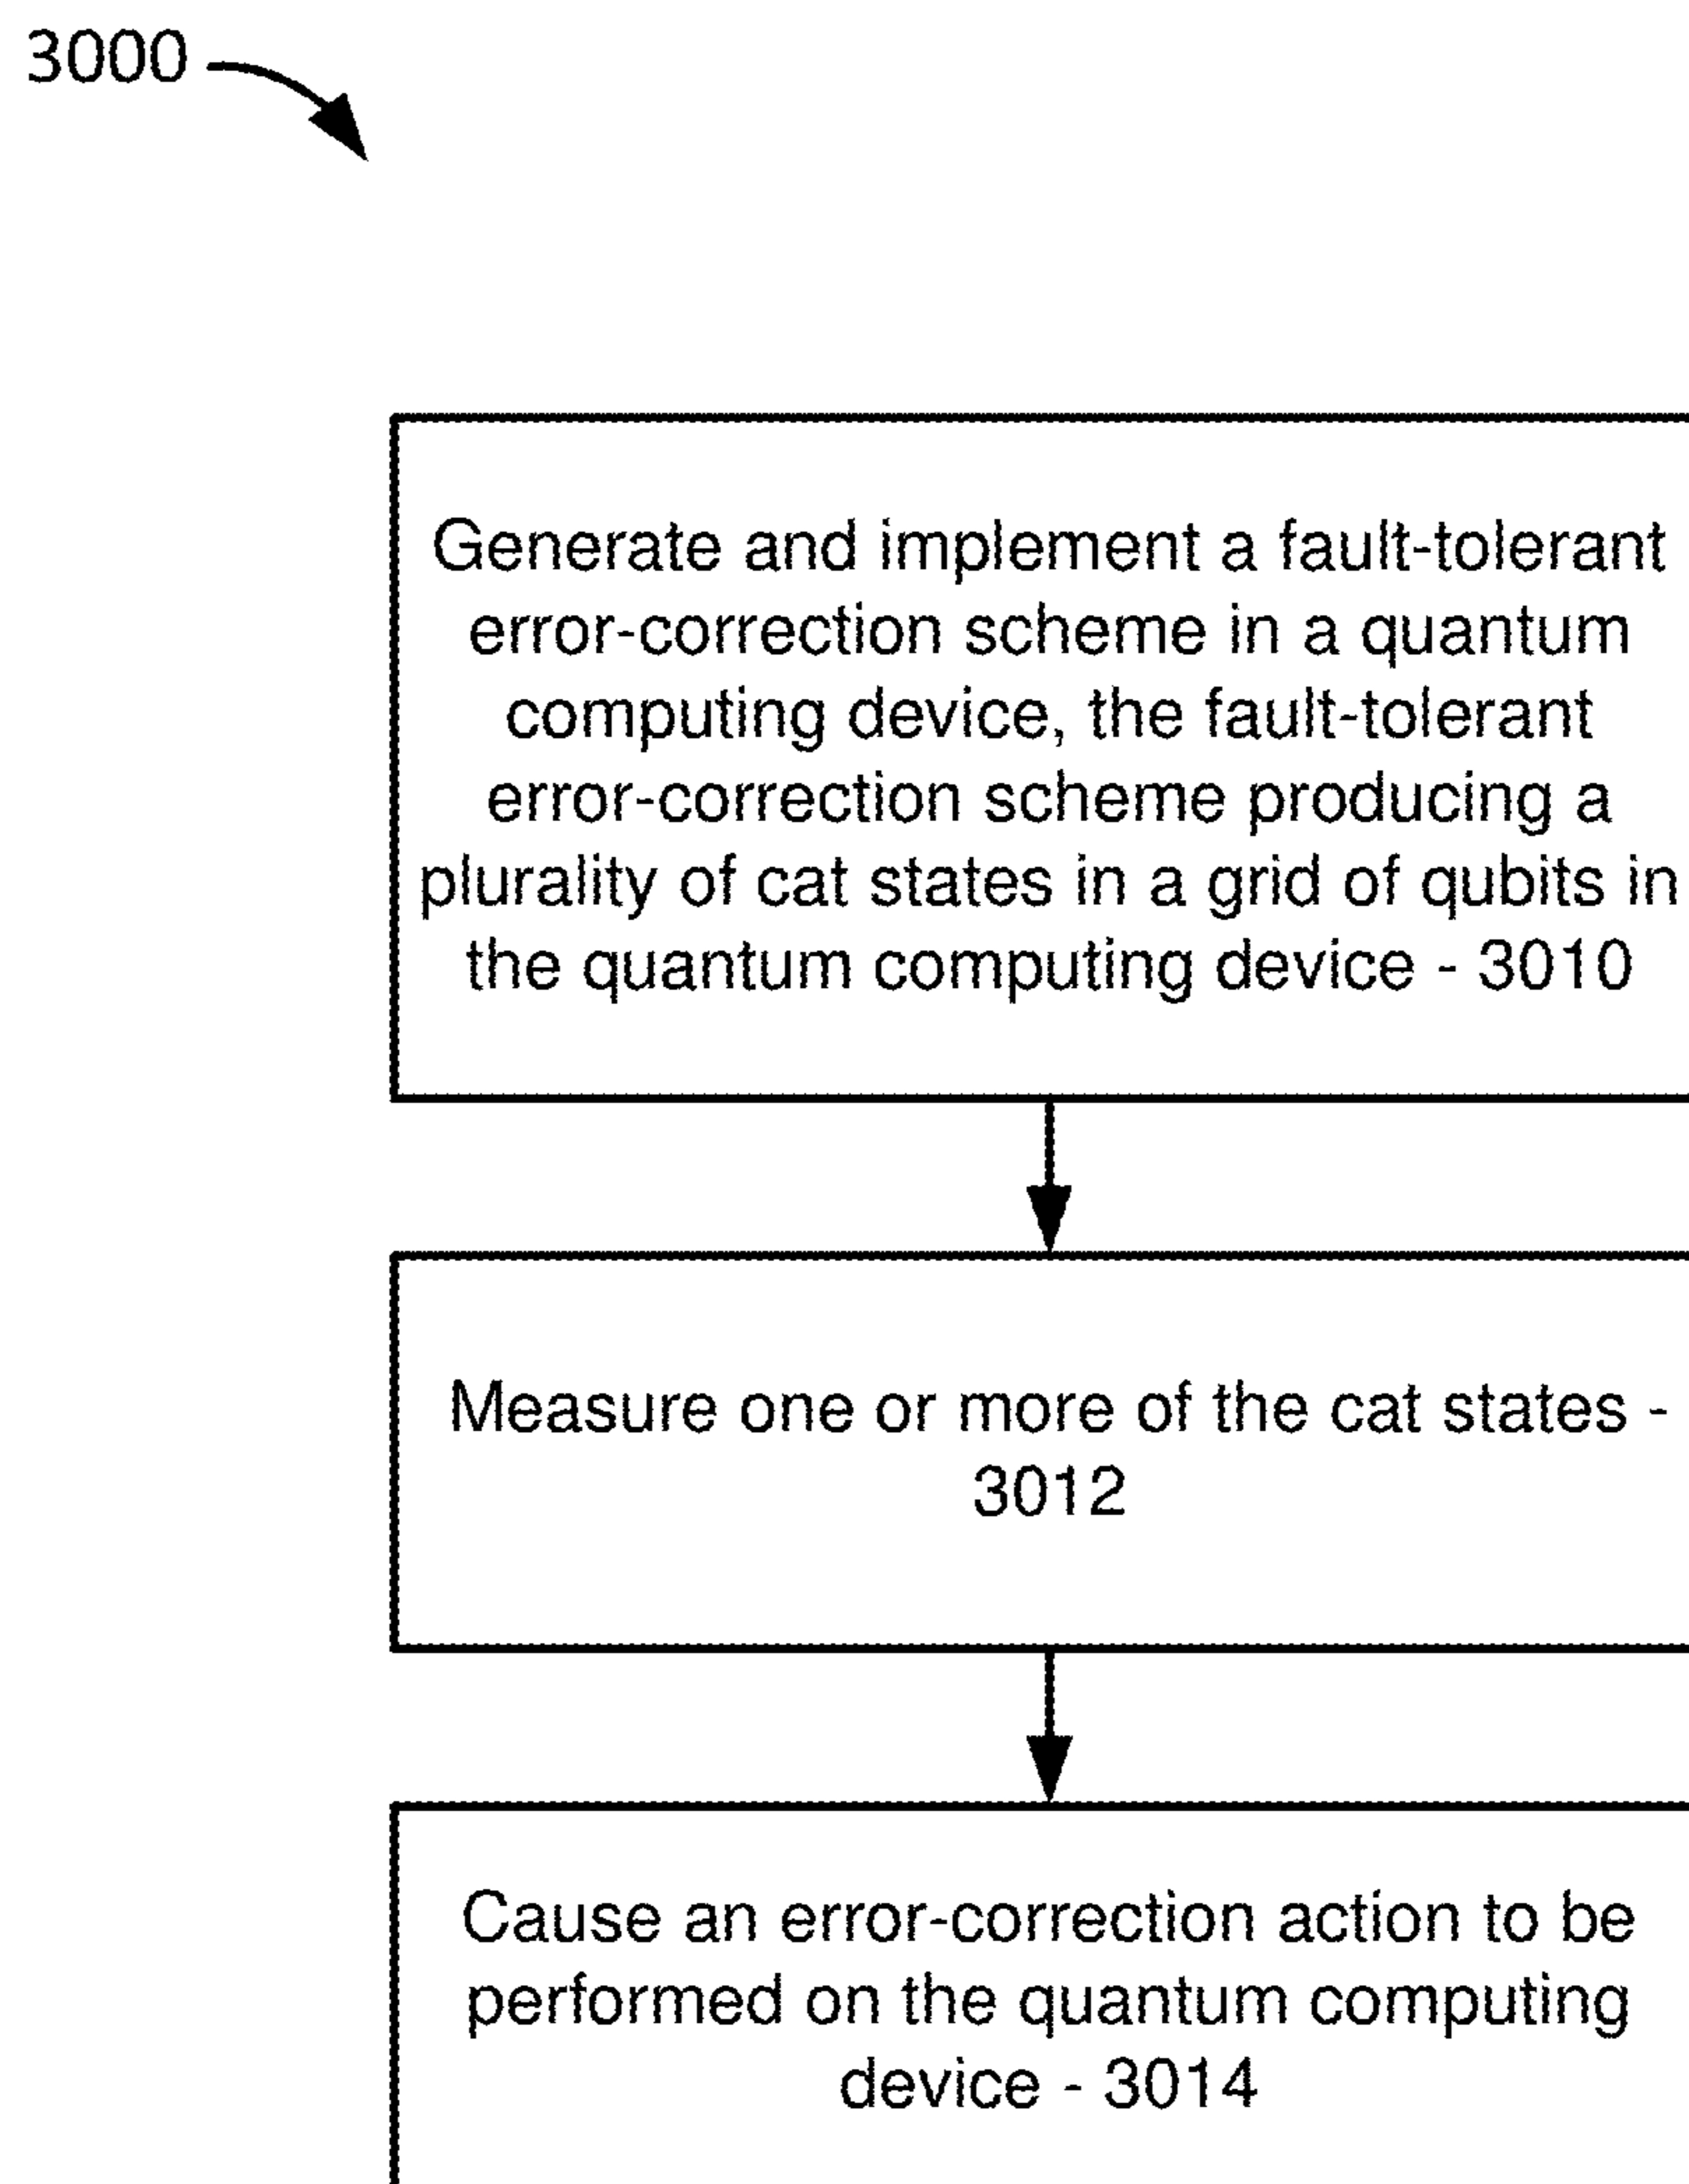 3000
Generate and implement a fault-tolerant
error-correction scheme in a quantum
computing device, the fault-tolerant
error-correction scheme producing a
plurality of cat states in a grid of qubits in
the quantum computing device - 3010
Measure one or more of the cat states -
3012
Cause an error-correction action to be
performed on the quantum computing
device - 3014